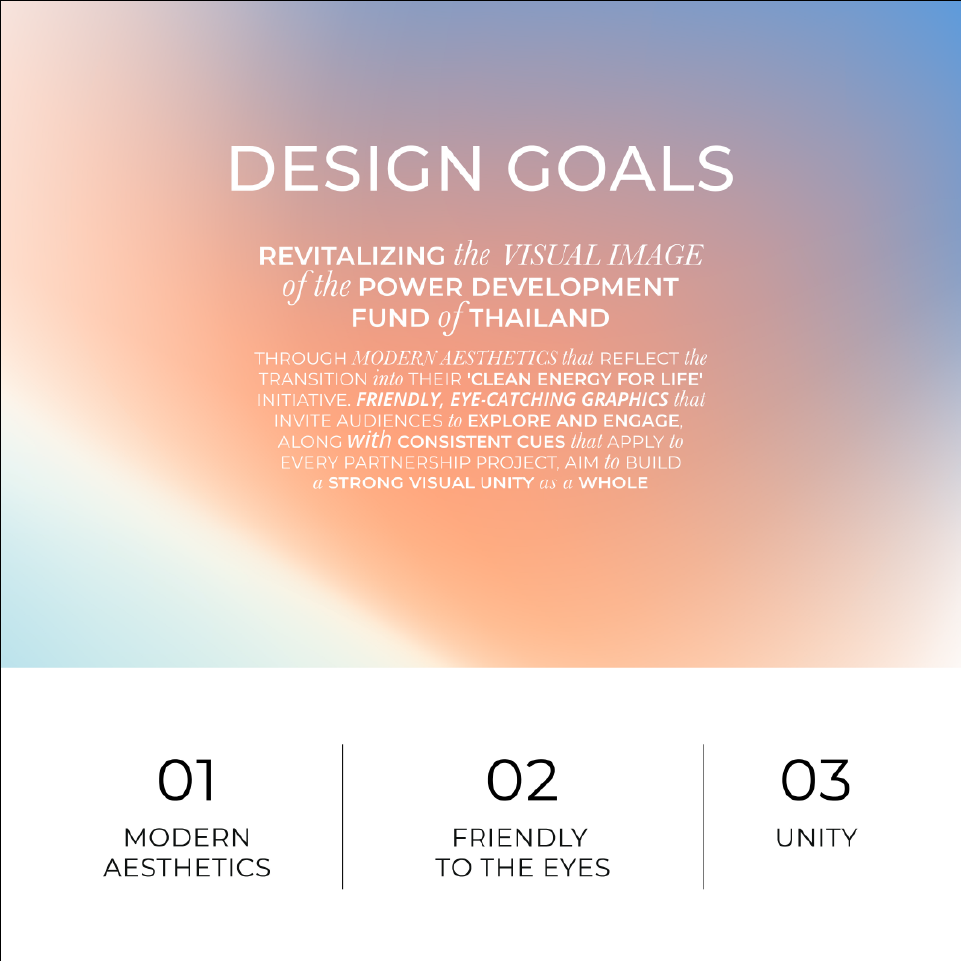 DESIGN GOALS
REVITALIZING the VISUAL IMAGE
of the POWER DEVELOPMENT
FUND of THAILAND
THROUGH MODERN AESTHETICS that REFLECT the
TRANSITION into THEIR 'CLEAN ENERGY FOR LIFE'
INITIATIVE. FRIENDLY, EYE-CATCHING GRAPHICS that
INVITE AUDIENCES to EXPLORE AND ENGAGE,
ALONG with CONSISTENT CUES that APPLY to
EVERY PARTNERSHIP PROJECT, AIM to BUILD
a STRONG VISUAL UNITY as a WHOLE
01
MODERN
AESTHETICS
02
FRIENDLY
TO THE EYES
03
UNITY